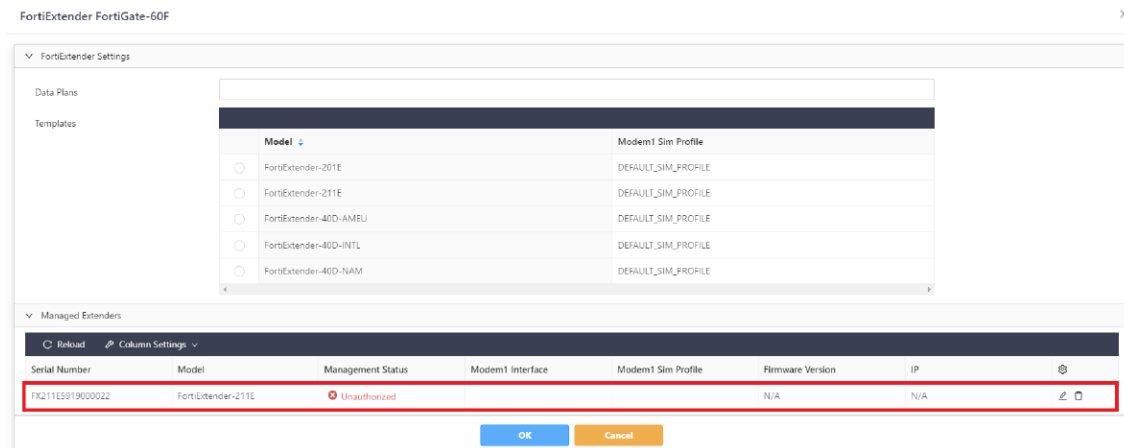 FortiExtender FortiGate-60F
FortiExtender Settings
Data Plans
Templates
Model Modem1 Sim Profile
FortiExtender-201E DEFAULT_SIM_PROFILE
FortiExtender-211E DEFAULT_SIM_PROFILE
FortiExtender-40D-AMEU DEFAULT_SIM_PROFILE
FortiExtender-40D-INTL DEFAULT_SIM_PROFILE
FortiExtender-40D-NAM DEFAULT_SIM_PROFILE
Managed Extenders
Reload Column Settings
Serial Number Model Management Status Modem1 Interface Modem1 Sim Profile Firmware Version IP
FX211E5919000022 FortiExtender-211E Unauthorized N/A N/A
OK Cancel